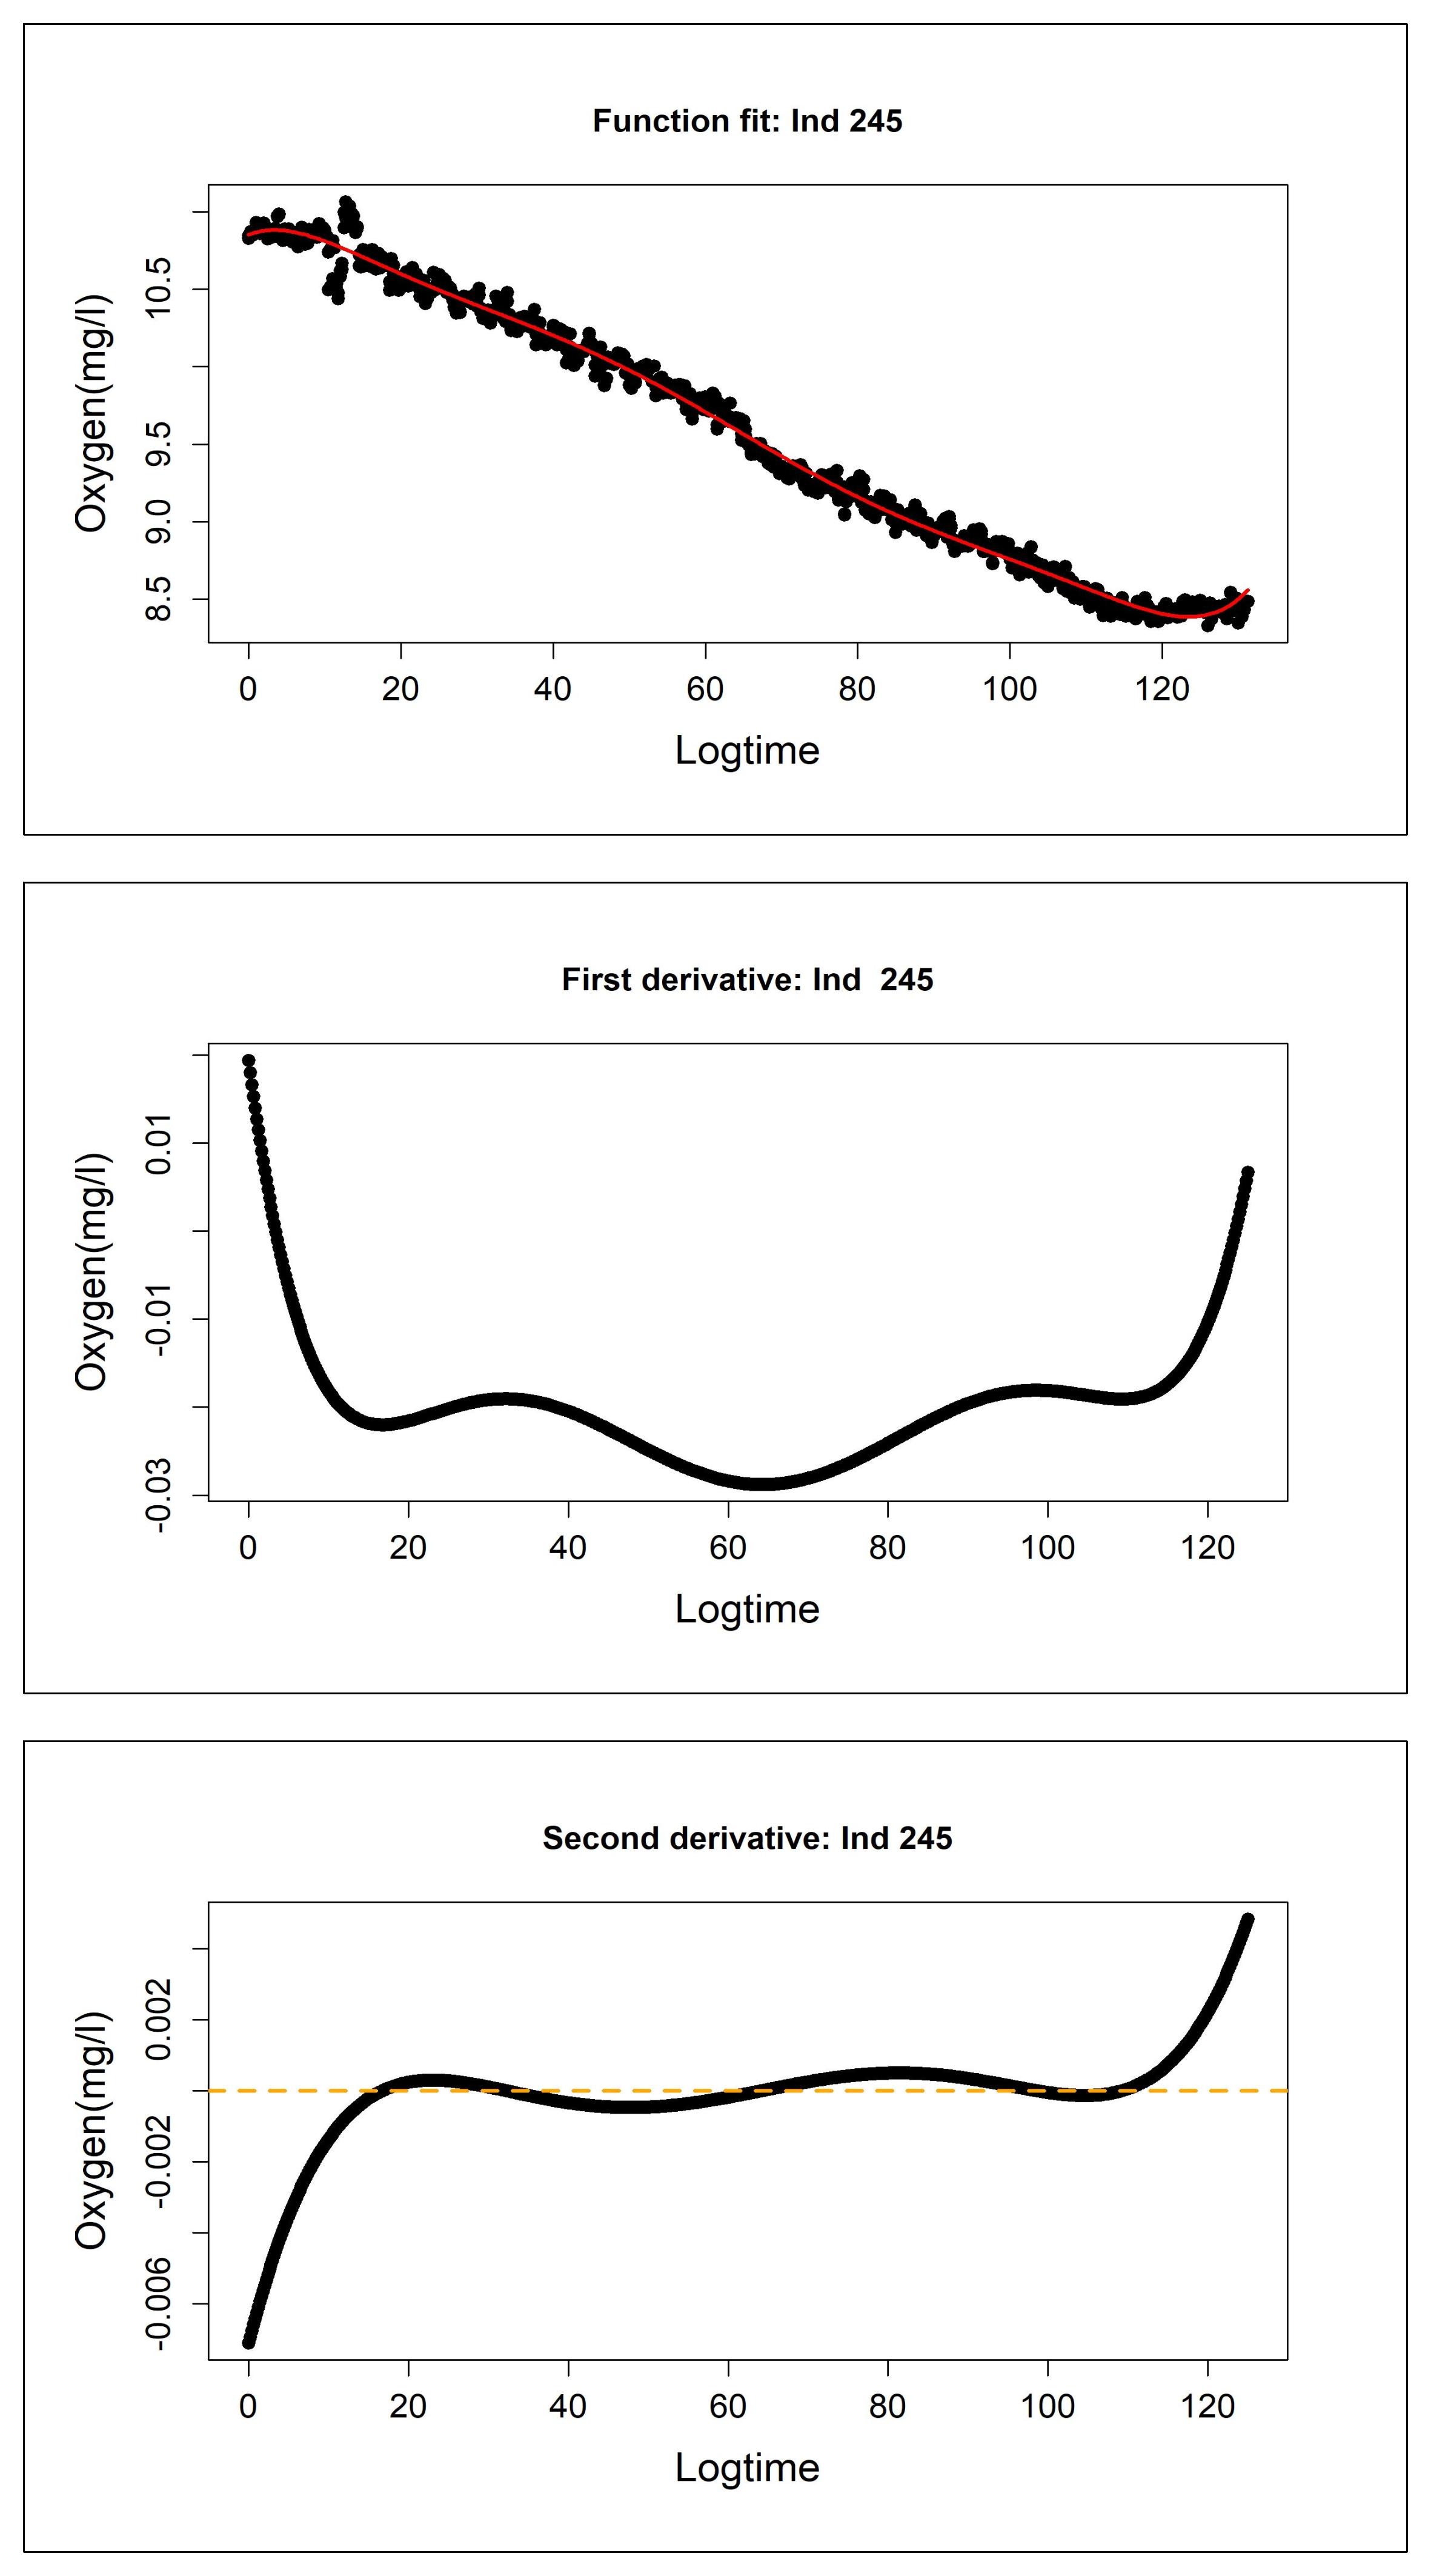 Function fit: Ind 245
Oxygen(mg/l)
10.5
9.5
9.0
8.5
0 20 40 60 80 100 120
Logtime
First derivative: Ind  245
Oxygen(mg/l)
0.01
-0.01
-0.03
0 20 40 60 80 100 120
Logtime
Second derivative: Ind 245
Oxygen(mg/l)
0.002
-0.002
-0.006
0 20 40 60 80 100 120
Logtime